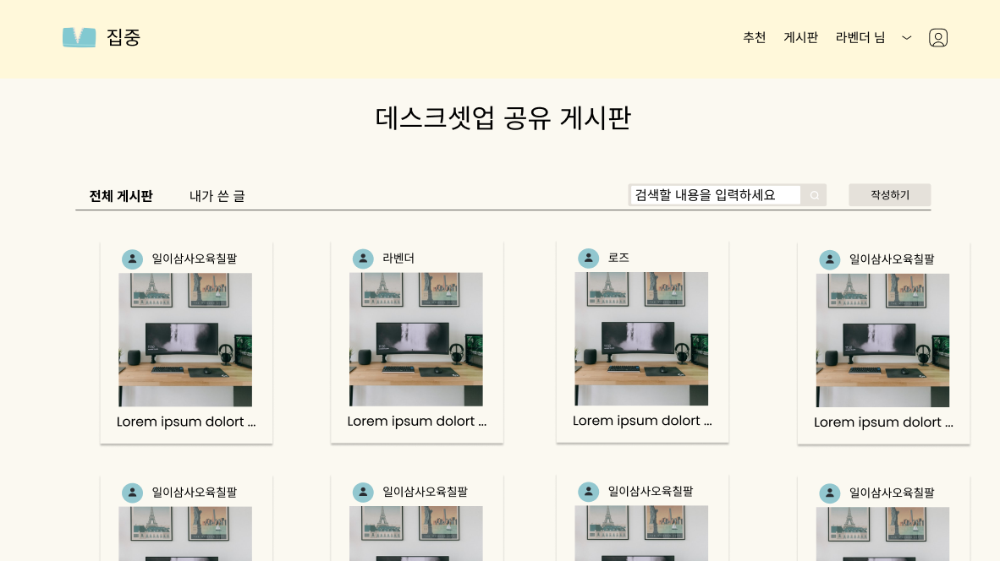 집중
추천 게시판 라벤더 님
데스크셋업 공유 게시판
전체 게시판 내가 쓴 글 검색할 내용을 입력하세요 작성하기
일이삼사오육칠팔 라벤더 로즈 일이삼사오육칠팔
Lorem ipsum dolort ... Lorem ipsum dolort ... Lorem ipsum dolort ... Lorem ipsum dolort ...
일이삼사오육칠팔 일이삼사오육칠팔 일이삼사오육칠팔 일이삼사오육칠팔